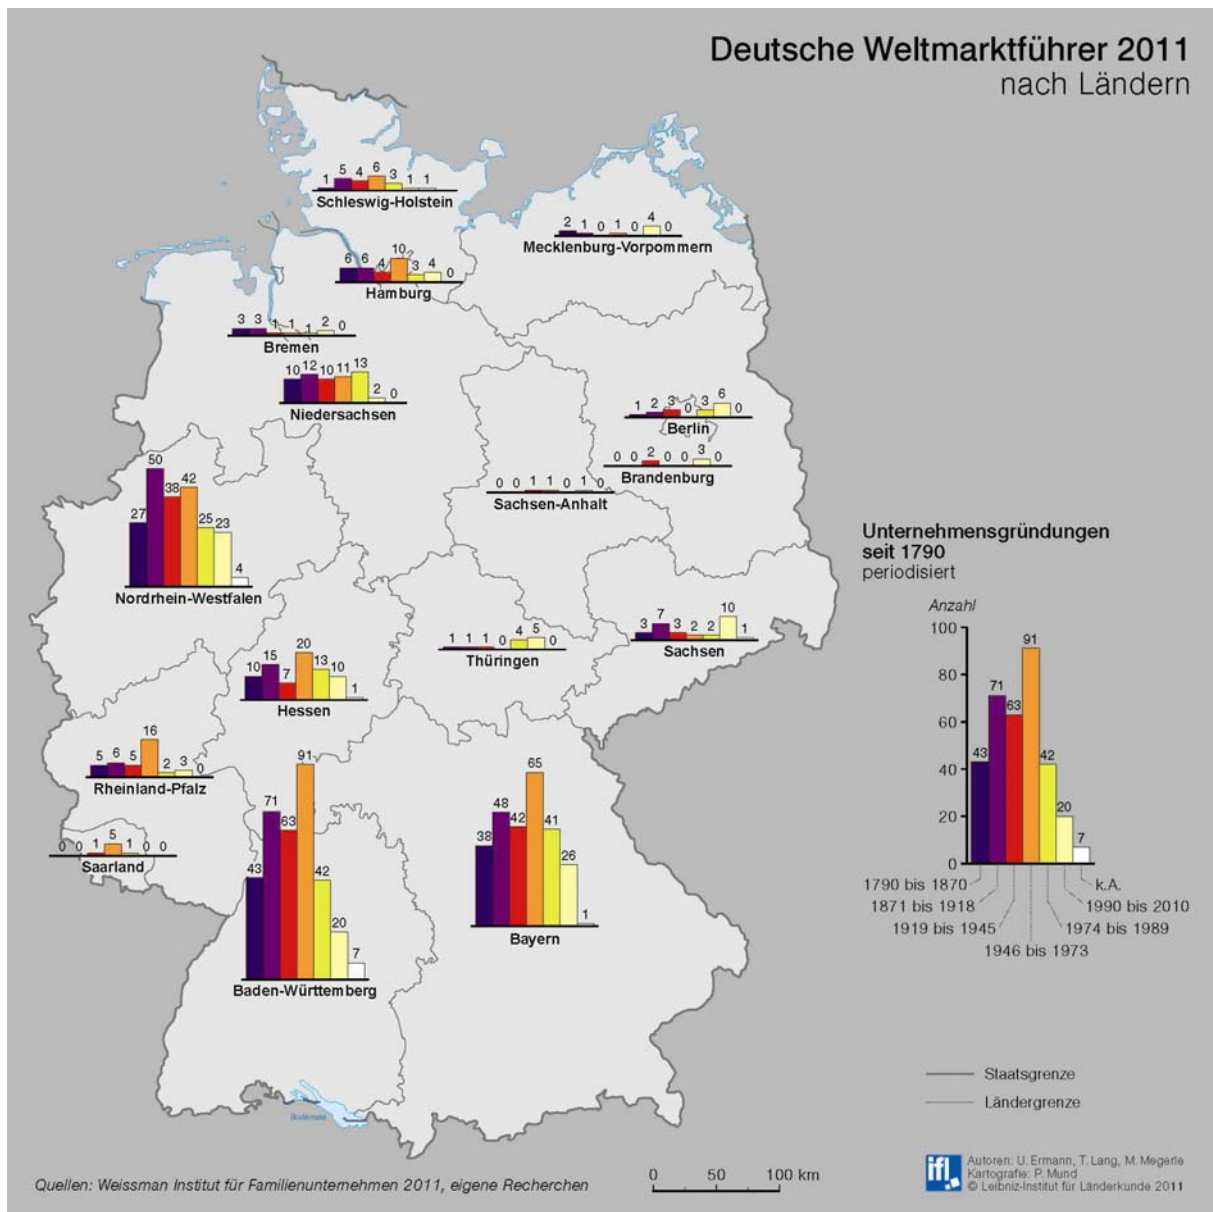 Deutsche Weltmarktführer 2011
nach Ländern
1 5 4 6 3 1 1
Schleswig-Holstein
2 1 0 1 0 4 0
Mecklenburg-Vorpommern
6 6 4 10 3 4 0
Hamburg
3 3 1 1 1 2 0
Bremen
10 12 10 11 13 2 0
Niedersachsen
1 2 3 0 3 6 0
Berlin
0 0 2 0 0 3 0
Brandenburg
0 0 1 1 0 1 0
Sachsen-Anhalt
27 50 38 42 25 23 4
Nordrhein-Westfalen
3 7 3 2 2 10 1
Sachsen
1 1 1 0 4 5 0
Thüringen
10 15 7 20 13 10 1
Hessen
5 6 5 16 2 3 0
Rheinland-Pfalz
0 0 1 5 1 0 0
Saarland
43 71 63 91 42 20 7
Baden-Württemberg
38 48 42 65 41 26 1
Bayern
Unternehmensgründungen
seit 1790
periodisiert
Anzahl
100
80
60
40
20
0
43 71 63 91 42 20 7
1790 bis 1870
1871 bis 1918
1919 bis 1945
1946 bis 1973
1974 bis 1989
1990 bis 2010
k.A.
Staatsgrenze
Ländergrenze
Bodensee
Quellen: Weissman Institut für Familienunternehmen 2011, eigene Recherchen
0 50 100 km
ifl
Autoren: U. Ermann, T. Lang, M. Megerle
Kartografie: P. Mund
© Leibniz-Institut für Länderkunde 2011